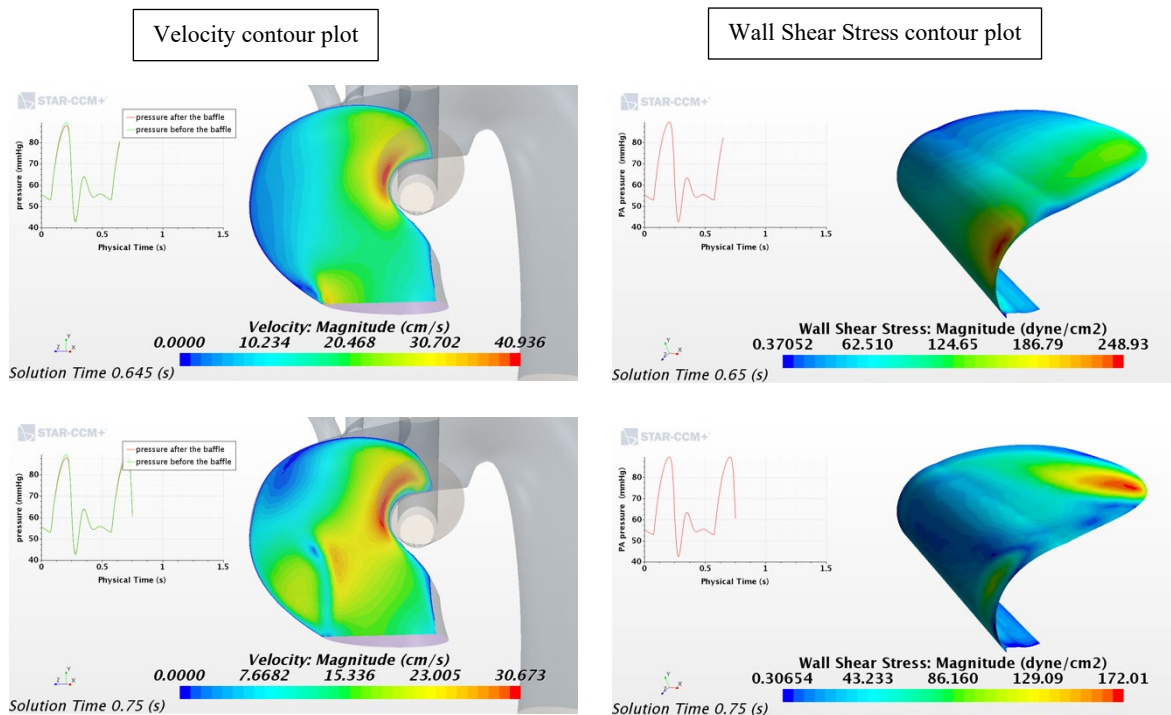 Velocity contour plot
Wall Shear Stress contour plot
STAR-CCM+
pressure after the baffle
pressure before the baffle
pressure (mmHg)
80
70
60
50
40
0 0.5 1 1.5
Physical Time (s)
Y
Z X
Velocity: Magnitude (cm/s)
0.0000 10.234 20.468 30.702 40.936
Solution Time 0.645 (s)
STAR-CCM+
PA pressure (mmHg)
80
70
60
50
40
0 0.5 1 1.5
Physical Time (s)
Y
Z X
Wall Shear Stress: Magnitude (dyne/cm2)
0.37052 62.510 124.65 186.79 248.93
Solution Time 0.65 (s)
STAR-CCM+
pressure after the baffle
pressure before the baffle
pressure (mmHg)
80
70
60
50
40
0 0.5 1 1.5
Physical Time (s)
Y
Z X
Velocity: Magnitude (cm/s)
0.0000 7.6682 15.336 23.005 30.673
Solution Time 0.75 (s)
STAR-CCM+
PA pressure (mmHg)
80
70
60
50
40
0 0.5 1 1.5
Physical Time (s)
Y
Z X
Wall Shear Stress: Magnitude (dyne/cm2)
0.30654 43.233 86.160 129.09 172.01
Solution Time 0.75 (s)